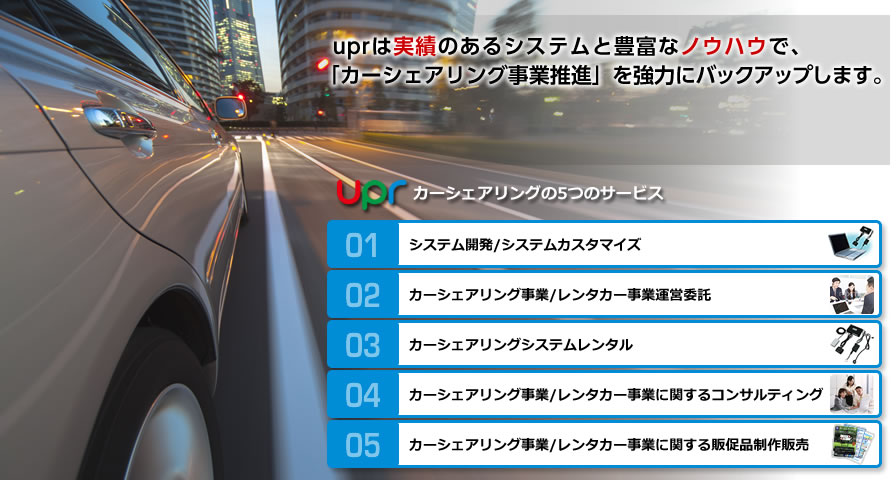 uprは実績のあるシステムと豊富なノウハウで、
「カーシェアリング事業推進」を強力にバックアップします。
upr カーシェアリングの5つのサービス
01 システム開発/システムカスタマイズ
02 カーシェアリング事業/レンタカー事業運営委託
03 カーシェアリングシステムレンタル
04 カーシェアリング事業/レンタカー事業に関するコンサルティング
05 カーシェアリング事業/レンタカー事業に関する販促品制作販売